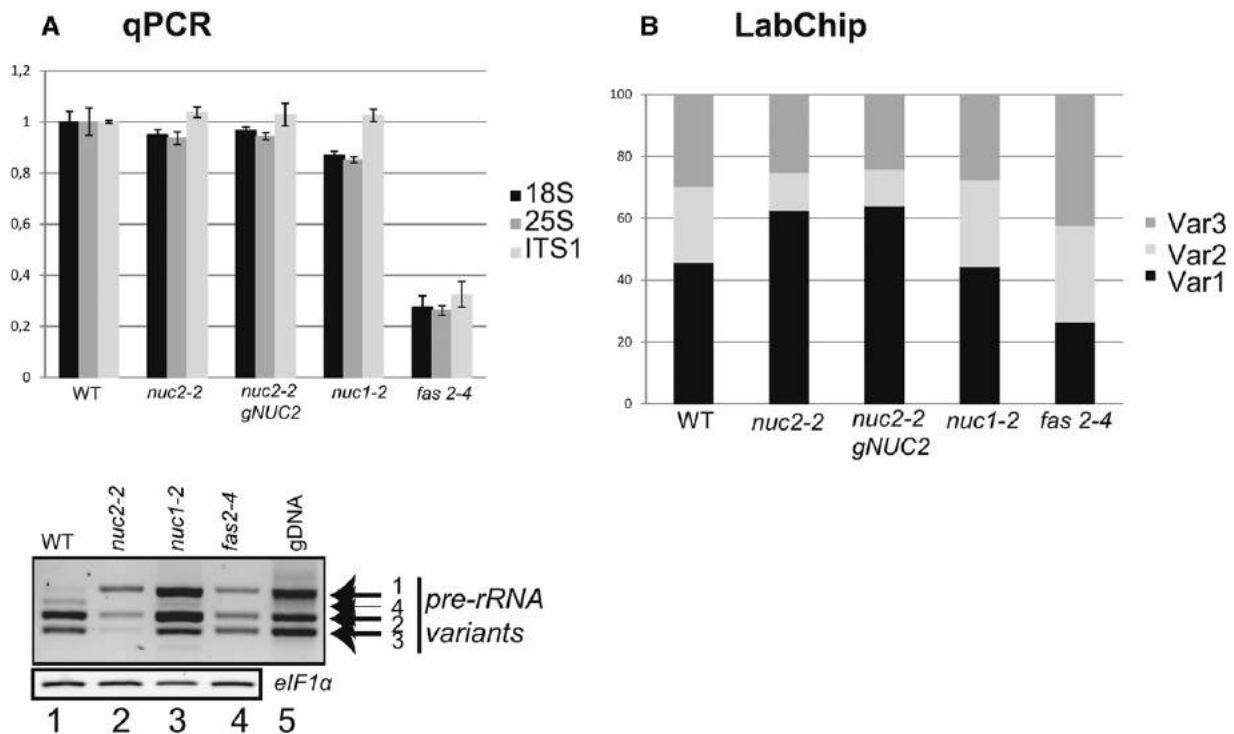 A qPCR
1,2
1
0,8
0,6
0,4
0,2
0
WT nuc2-2 nuc2-2 nuc1-2 fas 2-4
gNUC2
18S
25S
ITS1
B LabChip
100
80
60
40
20
0
WT nuc2-2 nuc2-2 nuc1-2 fas 2-4
gNUC2
Var3
Var2
Var1
WT nuc2-2 nuc1-2 fas2-4 gDNA
1
4
2
3
pre-rRNA
variants
eIF1α
1 2 3 4 5